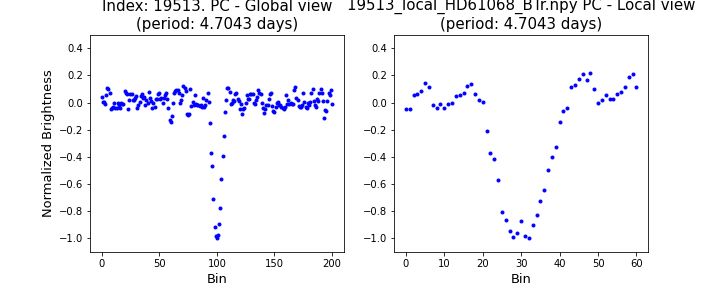 Index: 19513. PC - Global view
(period: 4.7043 days)
19513_local_HD61068_BTr.npy PC - Local view
(period: 4.7043 days)
Normalized Brightness
0.4
0.2
0.0
−0.2
−0.4
−0.6
−0.8
−1.0
0 50 100 150 200
Bin
0.4
0.2
0.0
−0.2
−0.4
−0.6
−0.8
−1.0
0 10 20 30 40 50 60
Bin